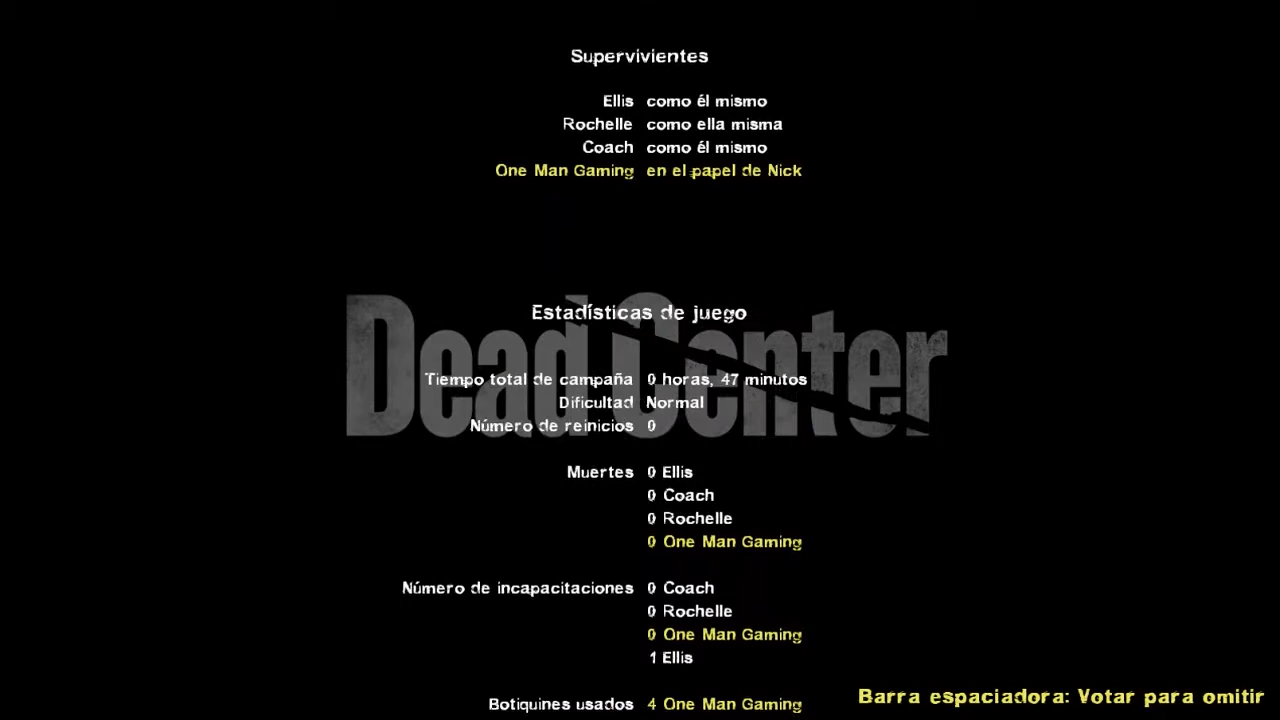 Supervivientes
Ellis como él mismo
Rochelle como ella misma
Coach como él mismo
One Man Gaming en el papel de Nick
Dead Center
Estadísticas de juego
Tiempo total de campaña 0 horas, 47 minutos
Dificultad Normal
Número de reinicios 0
Muertes 0 Ellis
0 Coach
0 Rochelle
0 One Man Gaming
Número de incapacitaciones 0 Coach
0 Rochelle
0 One Man Gaming
1 Ellis
Botiquines usados 4 One Man Gaming
Barra espaciadora: Votar para omitir